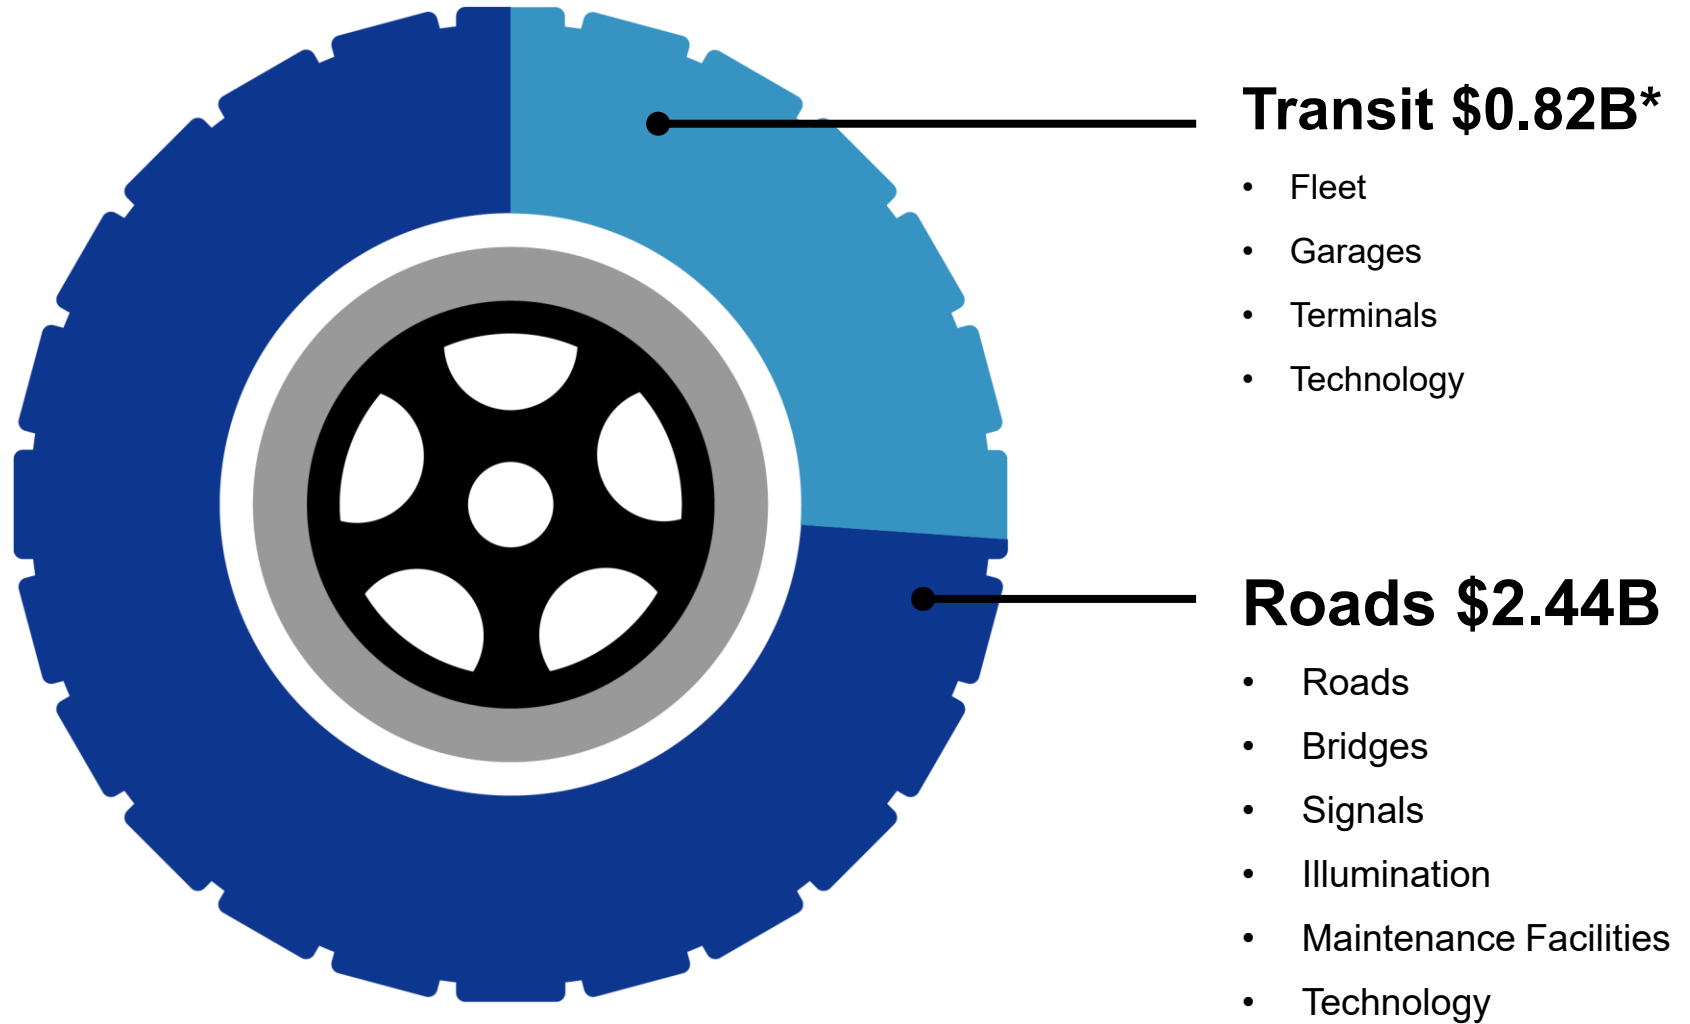 Transit $0.82B*
• Fleet
• Garages
• Terminals
• Technology
Roads $2.44B
• Roads
• Bridges
• Signals
• Illumination
• Maintenance Facilities
• Technology